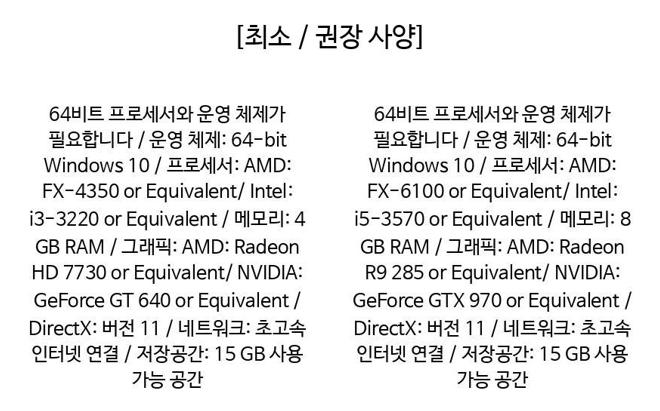 [최소 / 권장 사양]
64비트 프로세서와 운영 체제가
필요합니다 / 운영 체제: 64-bit
Windows 10 / 프로세서: AMD:
FX-4350 or Equivalent/ Intel:
i3-3220 or Equivalent / 메모리: 4
GB RAM / 그래픽: AMD: Radeon
HD 7730 or Equivalent/ NVIDIA:
GeForce GT 640 or Equivalent /
DirectX: 버전 11 / 네트워크: 초고속
인터넷 연결 / 저장공간: 15 GB 사용
가능 공간
64비트 프로세서와 운영 체제가
필요합니다 / 운영 체제: 64-bit
Windows 10 / 프로세서: AMD:
FX-6100 or Equivalent/ Intel:
i5-3570 or Equivalent / 메모리: 8
GB RAM / 그래픽: AMD: Radeon
R9 285 or Equivalent/ NVIDIA:
GeForce GTX 970 or Equivalent /
DirectX: 버전 11 / 네트워크: 초고속
인터넷 연결 / 저장공간: 15 GB 사용
가능 공간